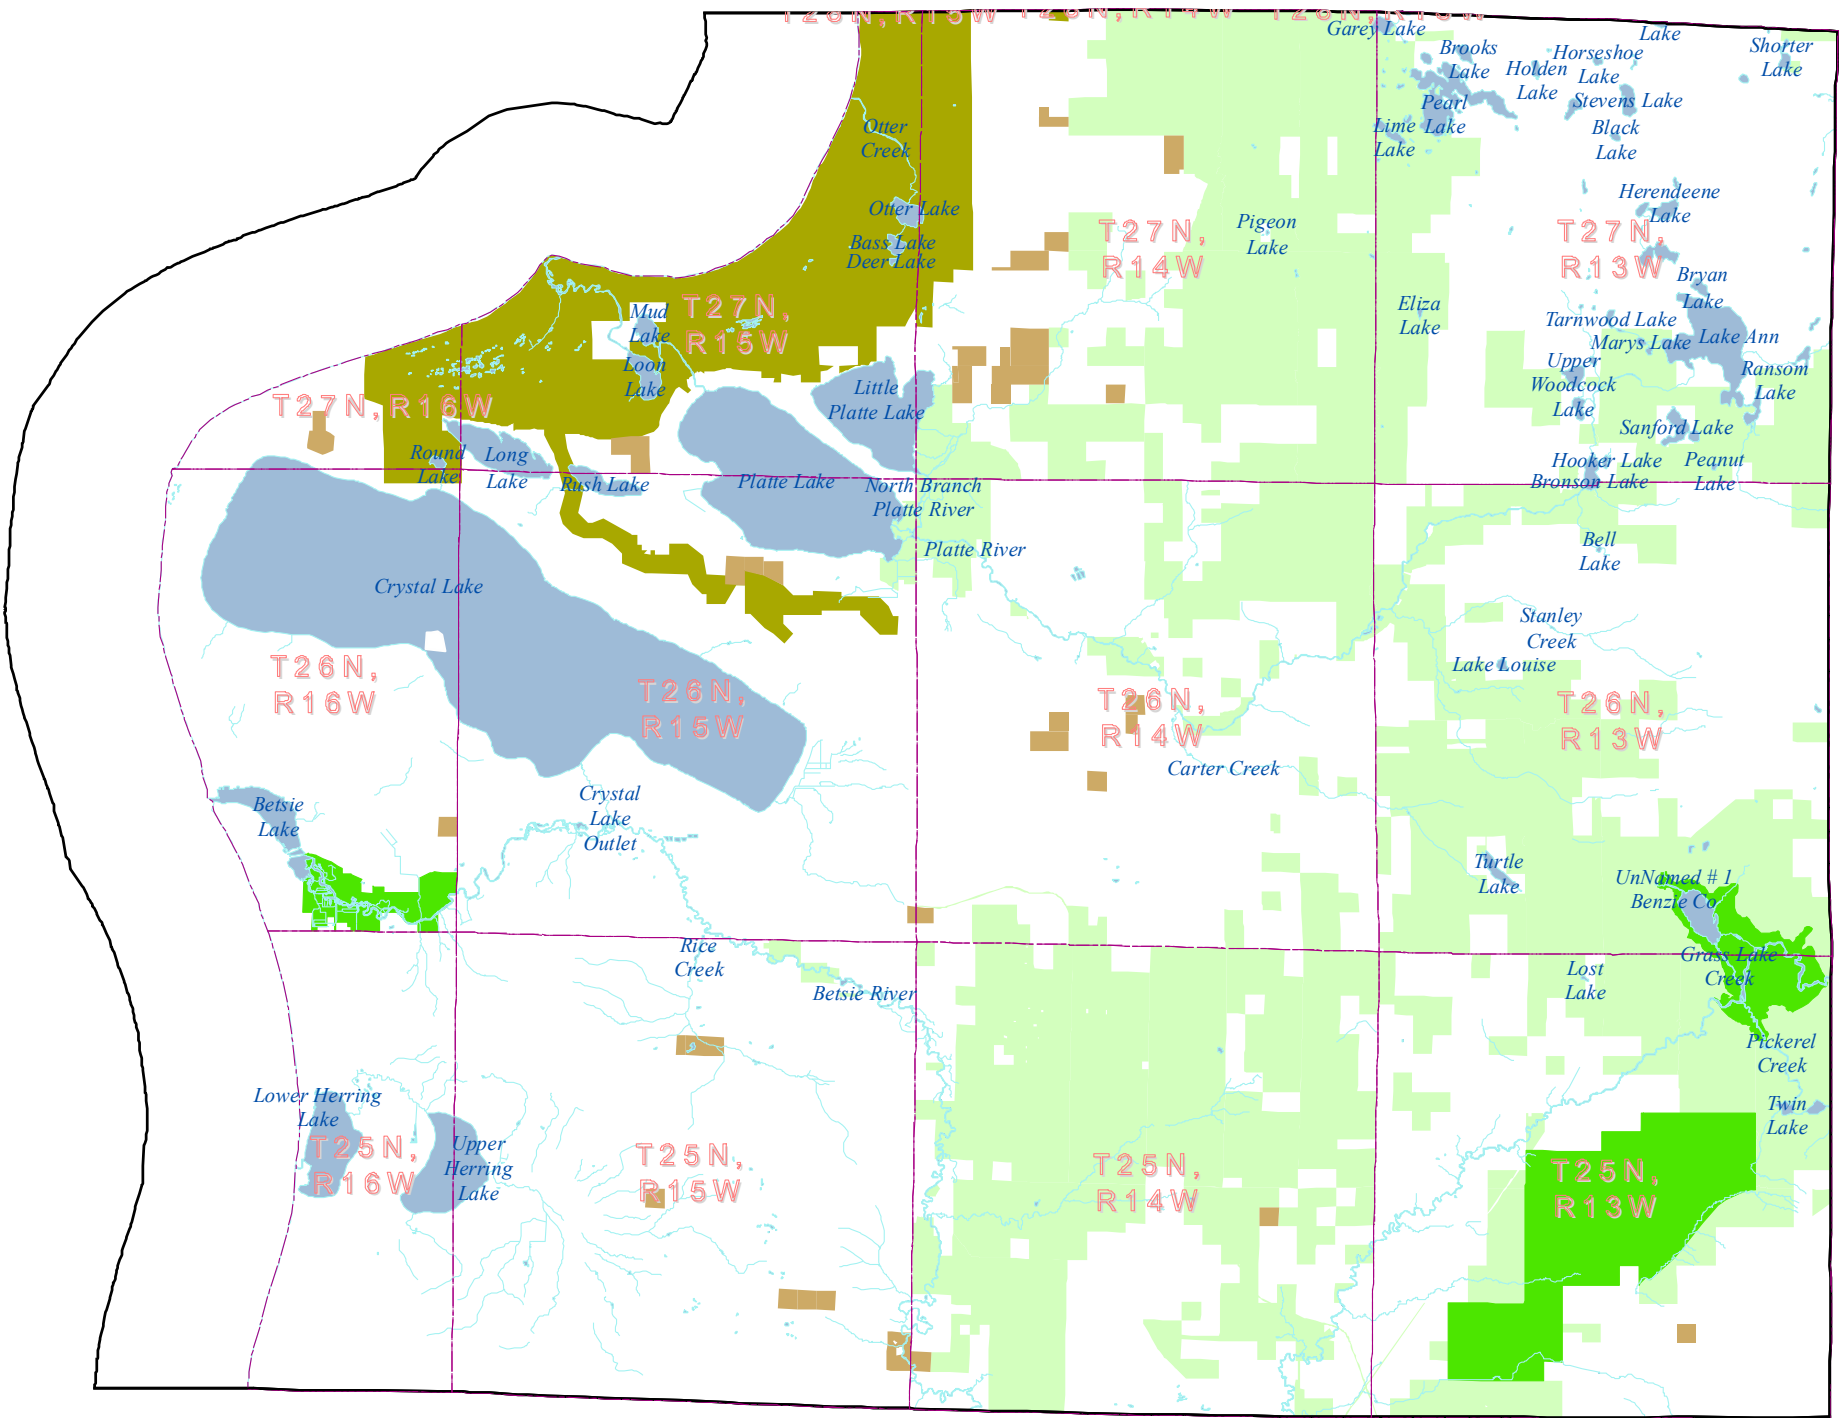 T26N, R15W T26N, R14W T26N, R13W
Garey Lake
Lake
Brooks
Lake
Horseshoe
Lake
Shorter
Lake
Holden
Lake
Stevens Lake
Pearl
Lake
Lime
Lake
Black
Lake
Otter
Creek
Otter Lake
Bass Lake
Deer Lake
Herendeene
Lake
Pigeon
Lake
T27N,
R14W
T27N,
R13W
Bryan
Lake
Mud
Lake
T27N,
R15W
Eliza
Lake
Tarnwood Lake
Marys Lake
Lake Ann
Loon
Lake
Upper
Woodcock
Lake
Ransom
Lake
Little
Platte Lake
T27N, R16W
Sanford Lake
Round
Lake
Long
Lake
Rush Lake
Platte Lake
North Branch
Platte River
Hooker Lake
Bronson Lake
Peanut
Lake
Platte River
Bell
Lake
Crystal Lake
Stanley
Creek
Lake Louise
T26N,
R16W
T26N,
R15W
T26N,
R14W
T26N,
R13W
Carter Creek
Betsie
Lake
Crystal
Lake
Outlet
Turtle
Lake
UnNamed # 1
Benzie Co
Rice
Creek
Betsie River
Grass Lake
Creek
Lost
Lake
Pickerel
Creek
Lower Herring
Lake
Twin
Lake
T25N,
R16W
Upper
Herring
Lake
T25N,
R15W
T25N,
R14W
T25N,
R13W